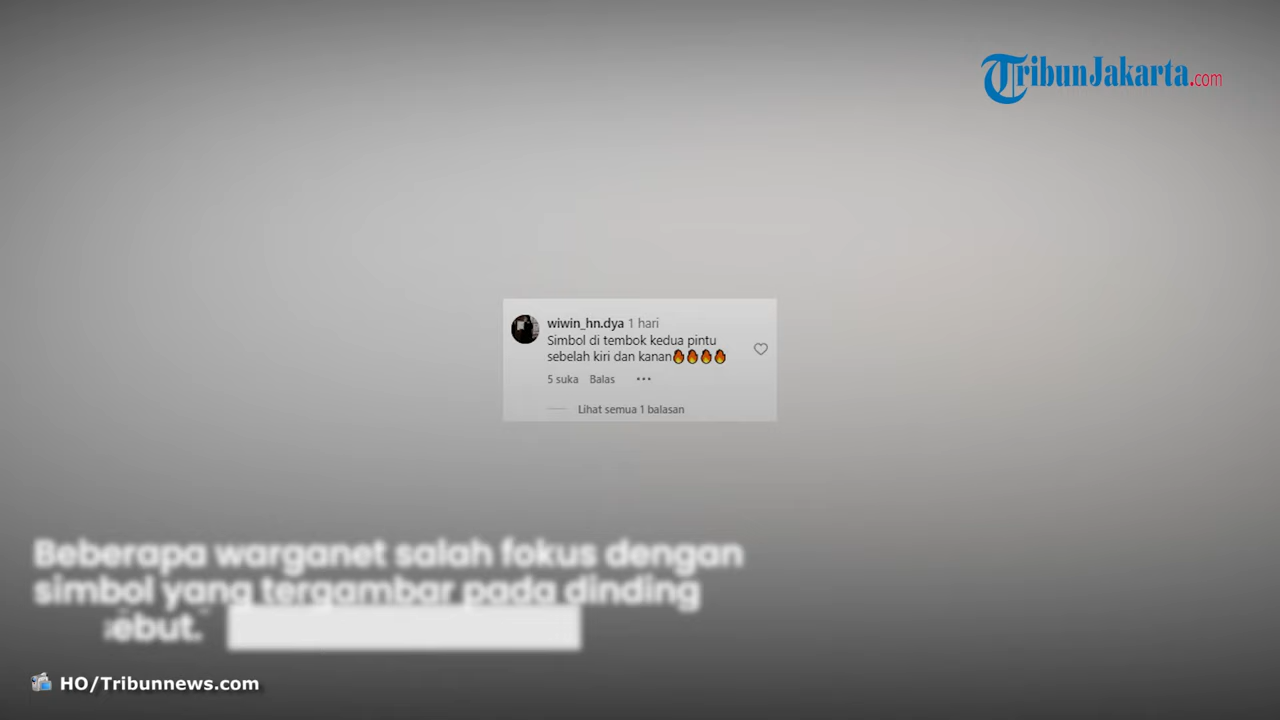 TribunJakarta.com
wiwin_hn.dya 1 hari
Simbol di tembok kedua pintu
sebelah kiri dan kanan🔥🔥🔥🔥
5 suka Balas •••
Lihat semua 1 balasan
Beberapa warganet salah fokus dengan
simbol yang tergambar pada dinding
HO/Tribunnews.com